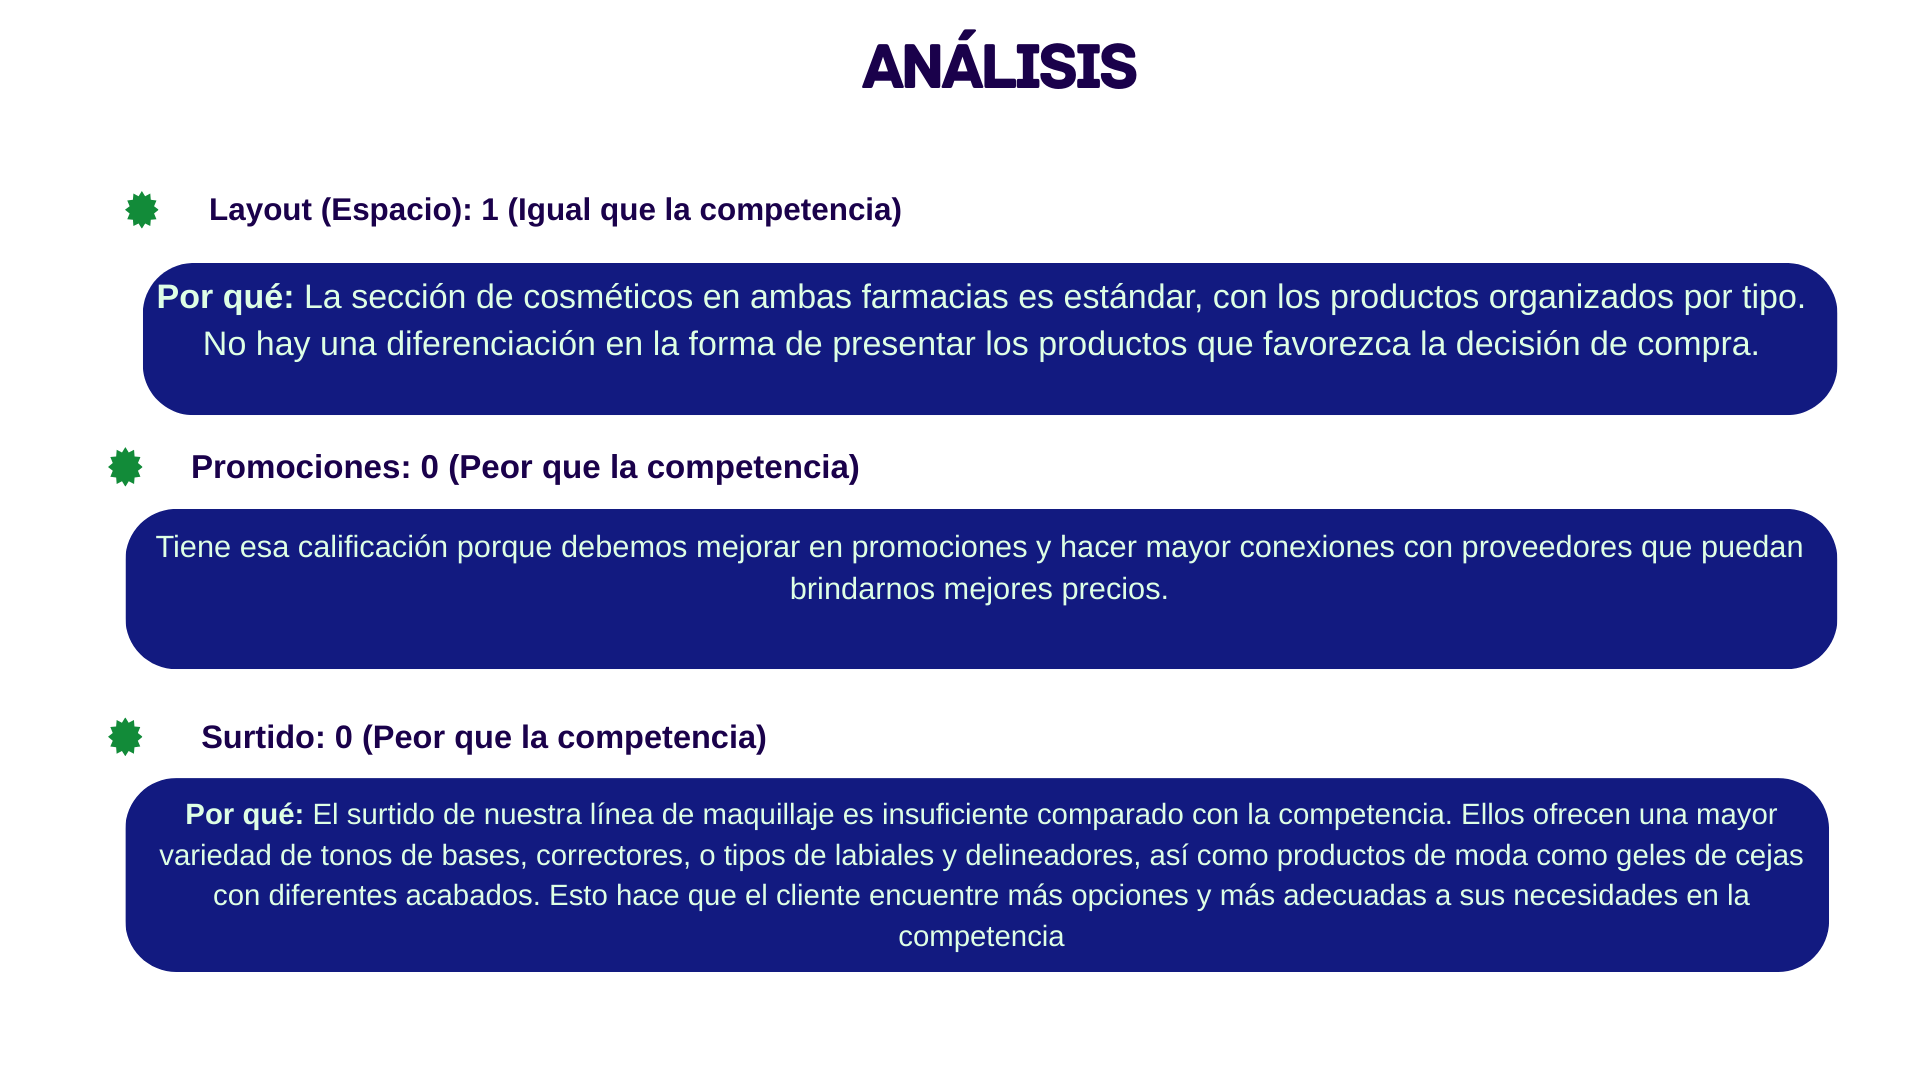 ANÁLISIS
Layout (Espacio): 1 (Igual que la competencia)
Por qué: La sección de cosméticos en ambas farmacias es estándar, con los productos organizados por tipo.
No hay una diferenciación en la forma de presentar los productos que favorezca la decisión de compra.
Promociones: 0 (Peor que la competencia)
Tiene esa calificación porque debemos mejorar en promociones y hacer mayor conexiones con proveedores que puedan
brindarnos mejores precios.
Surtido: 0 (Peor que la competencia)
Por qué: El surtido de nuestra línea de maquillaje es insuficiente comparado con la competencia. Ellos ofrecen una mayor
variedad de tonos de bases, correctores, o tipos de labiales y delineadores, así como productos de moda como geles de cejas
con diferentes acabados. Esto hace que el cliente encuentre más opciones y más adecuadas a sus necesidades en la
competencia